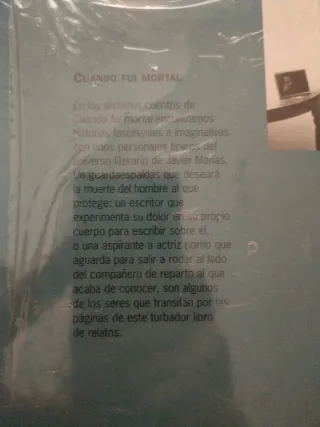 CUANDO FUI MORTAL
En los distintos cuentos de
Cuando fui mortal encontramos
historias fascinantes e imaginativas
con unos personajes típicos del
universo literario de Javier Marías.
Un guardaespaldas que deseará
la muerte del hombre al que
protege; un escritor que
experimenta su dolor en su propio
cuerpo para escribir sobre él,
o una aspirante a actriz porno que
aguarda para salir a rodar al lado
del compañero de reparto al que
acaba de conocer, son algunos
de los seres que transitan por las
páginas de este turbador libro
de relatos.